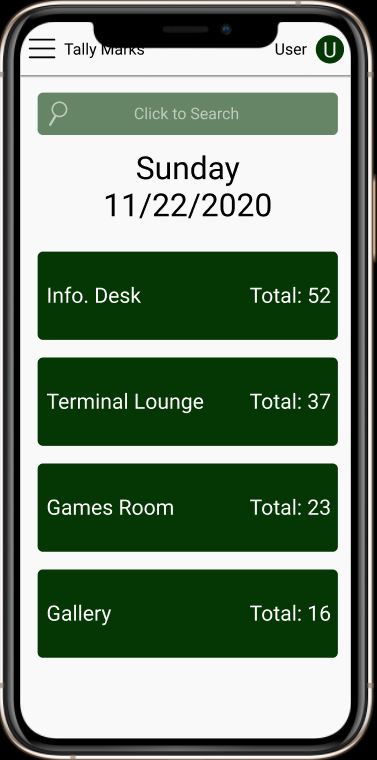 Tally Marks User U
Click to Search
Sunday
11/22/2020
Info. Desk Total: 52
Terminal Lounge Total: 37
Games Room Total: 23
Gallery Total: 16